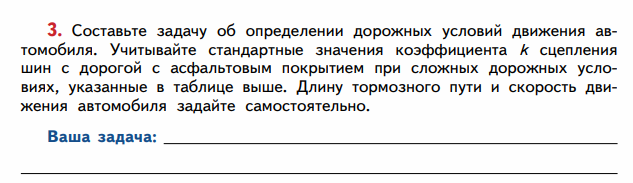 3. Составьте задачу об определении дорожных условий движения ав-
томобиля. Учитывайте стандартные значения коэффициента k сцепления
шин с дорогой с асфальтовым покрытием при сложных дорожных усло-
виях, указанные в таблице выше. Длину тормозного пути и скорость дви-
жения автомобиля задайте самостоятельно.
Ваша задача: